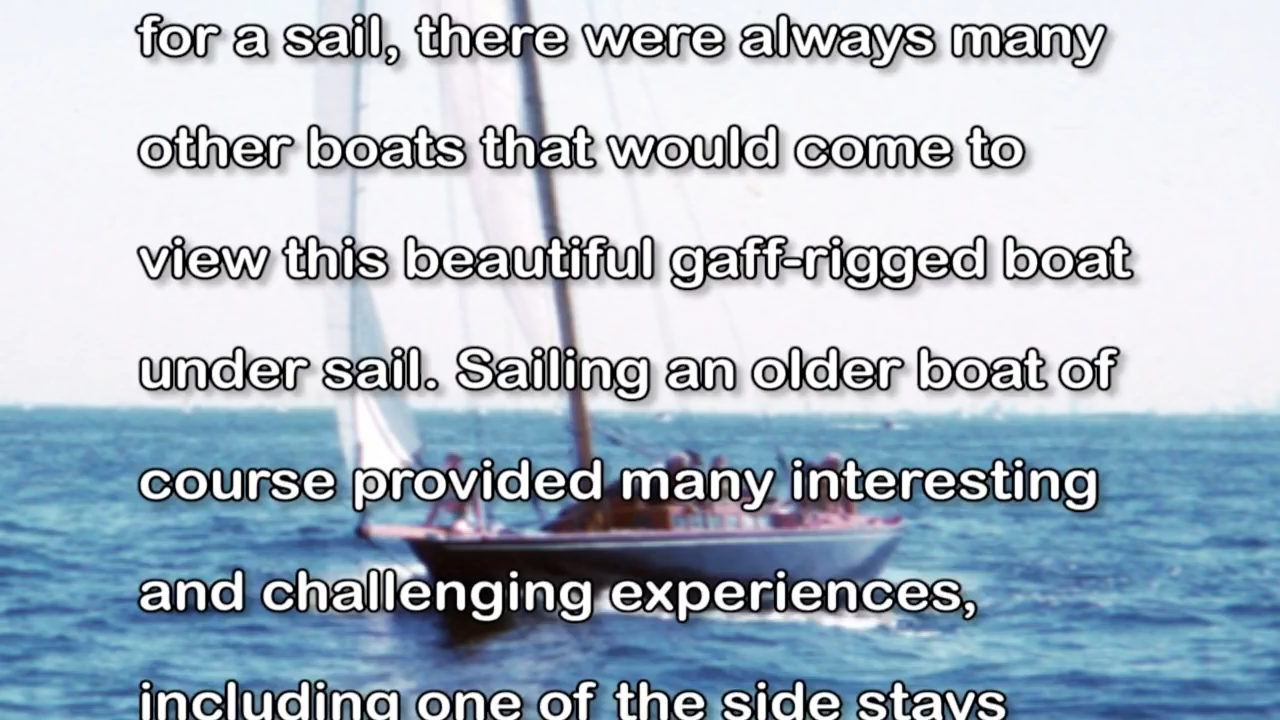 for a sail, there were always many
other boats that would come to
view this beautiful gaff-rigged boat
under sail. Sailing an older boat of
course provided many interesting
and challenging experiences,
including one of the side stays